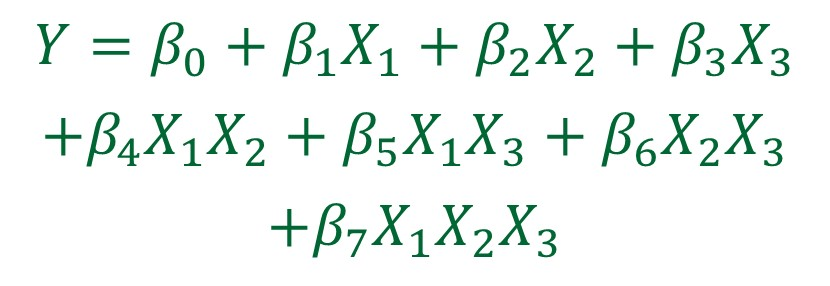 Y = β₀ + β₁X₁ + β₂X₂ + β₃X₃
+β₄X₁X₂ + β₅X₁X₃ + β₆X₂X₃
+β₇X₁X₂X₃